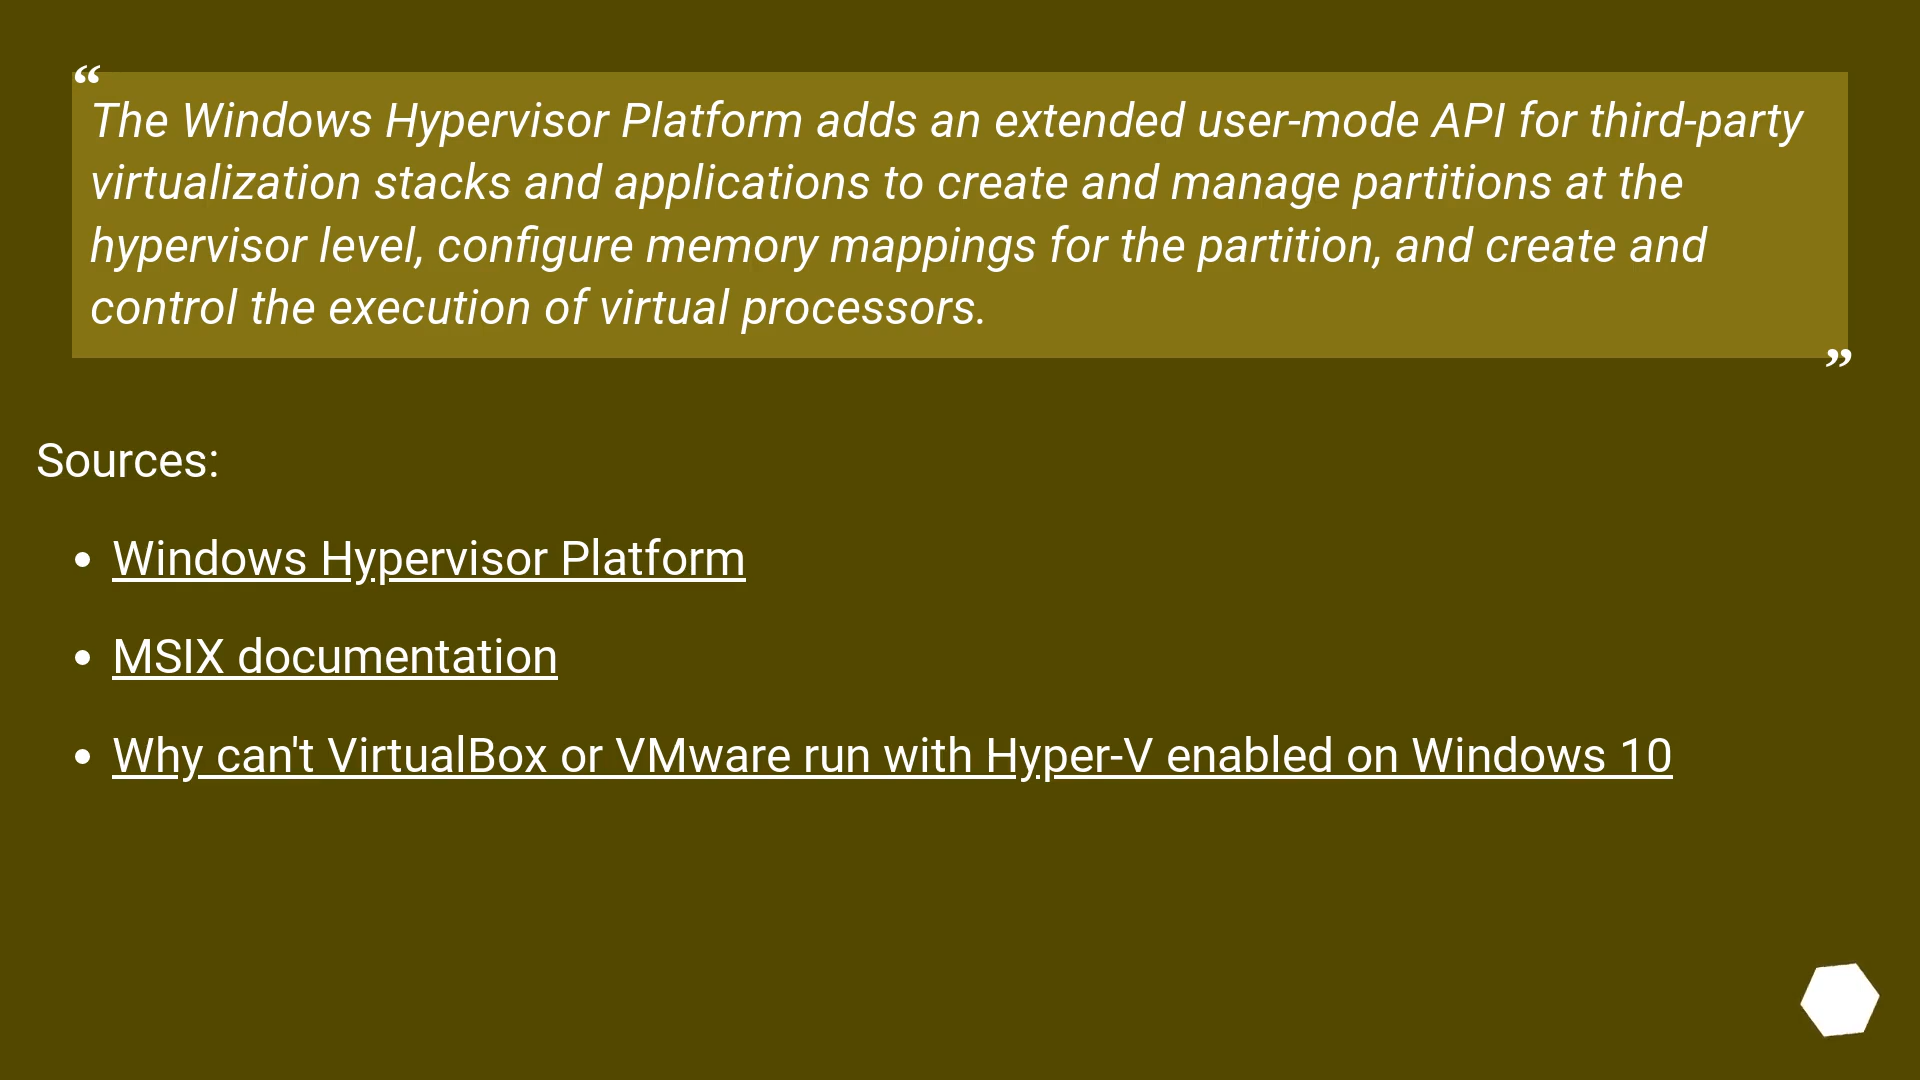 “
The Windows Hypervisor Platform adds an extended user-mode API for third-party
virtualization stacks and applications to create and manage partitions at the
hypervisor level, configure memory mappings for the partition, and create and
control the execution of virtual processors.
”
Sources:
• Windows Hypervisor Platform
• MSIX documentation
• Why can't VirtualBox or VMware run with Hyper-V enabled on Windows 10